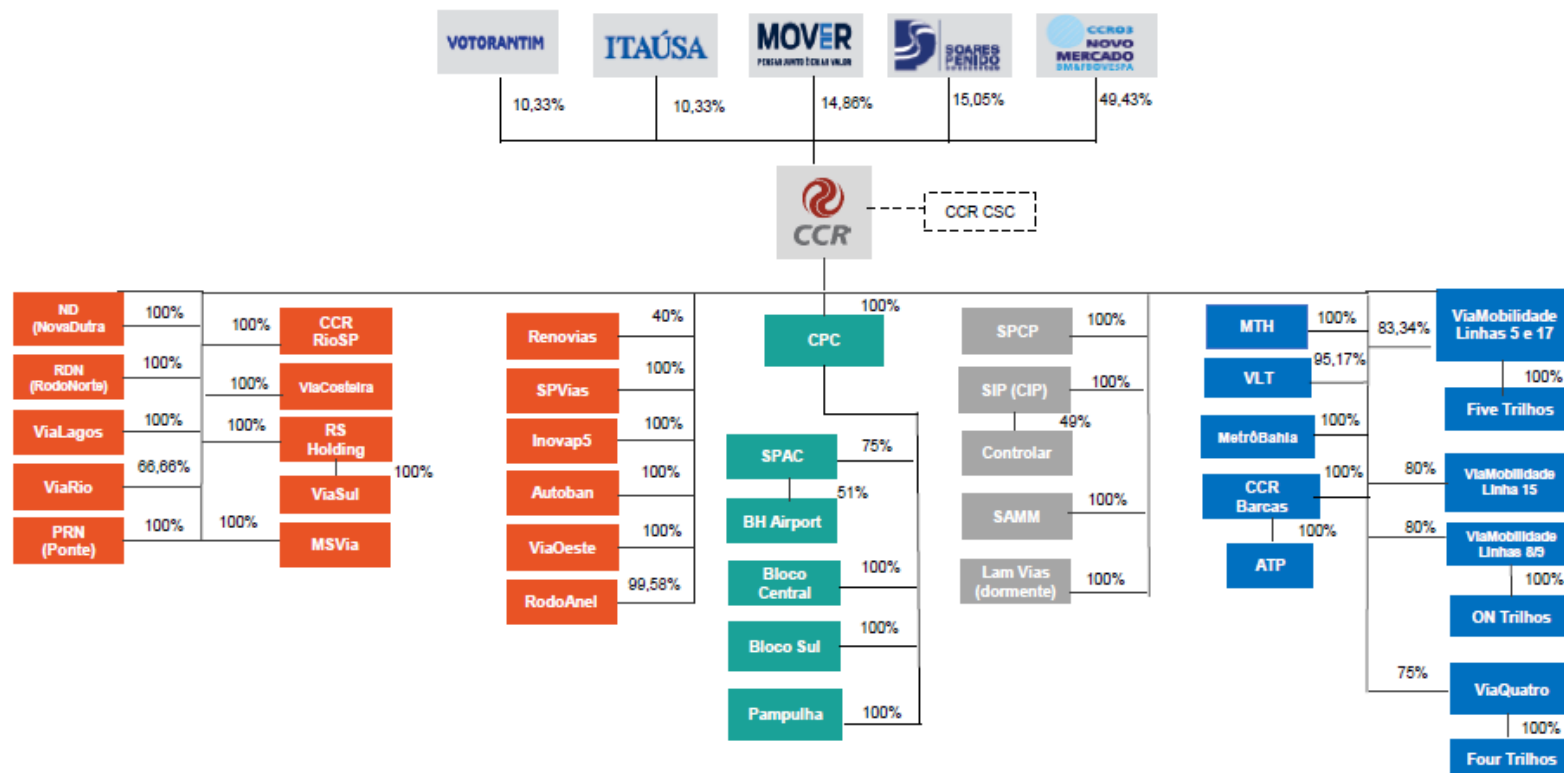 VOTORANTIM
ITAÚSA
MOVER
PENSAR JUNTO É CRIAR VALOR
SOARES
PENIDO
CCRO3
NOVO
MERCADO
BM&FBOVESPA
10,33%
10,33%
14,86%
15,05%
49,43%
CCR
CCR CSC
ND
(NovaDutra
100%
RDN
(RodoNorte)
100%
ViaLagos
100%
ViaRio
66,66%
PRN
(Ponte)
100%
100%
CCR
RioSP
100%
ViaCosteira
100%
RS
Holding
100%
ViaSul
100%
MSVia
Renovias
40%
SPVias
100%
Inovap5
100%
Autoban
100%
ViaOeste
100%
RodoAnel
99,58%
100%
CPC
SPAC
75%
51%
BH Airport
Bloco
Central
100%
Bloco Sul
100%
Pampulha
100%
SPCP
100%
SIP (CIP)
100%
49%
Controlar
SAMM
100%
Lam Vias
(dormente)
100%
MTH
100%
VLT
95,17%
MetrôBahia
100%
CCR
Barcas
100%
100%
ATP
83,34%
ViaMobilidade
Linhas 5 e 17
100%
Five Trilhos
80%
ViaMobilidade
Linha 15
80%
ViaMobilidade
Linhas 8/9
100%
ON Trilhos
75%
ViaQuatro
100%
Four Trilhos